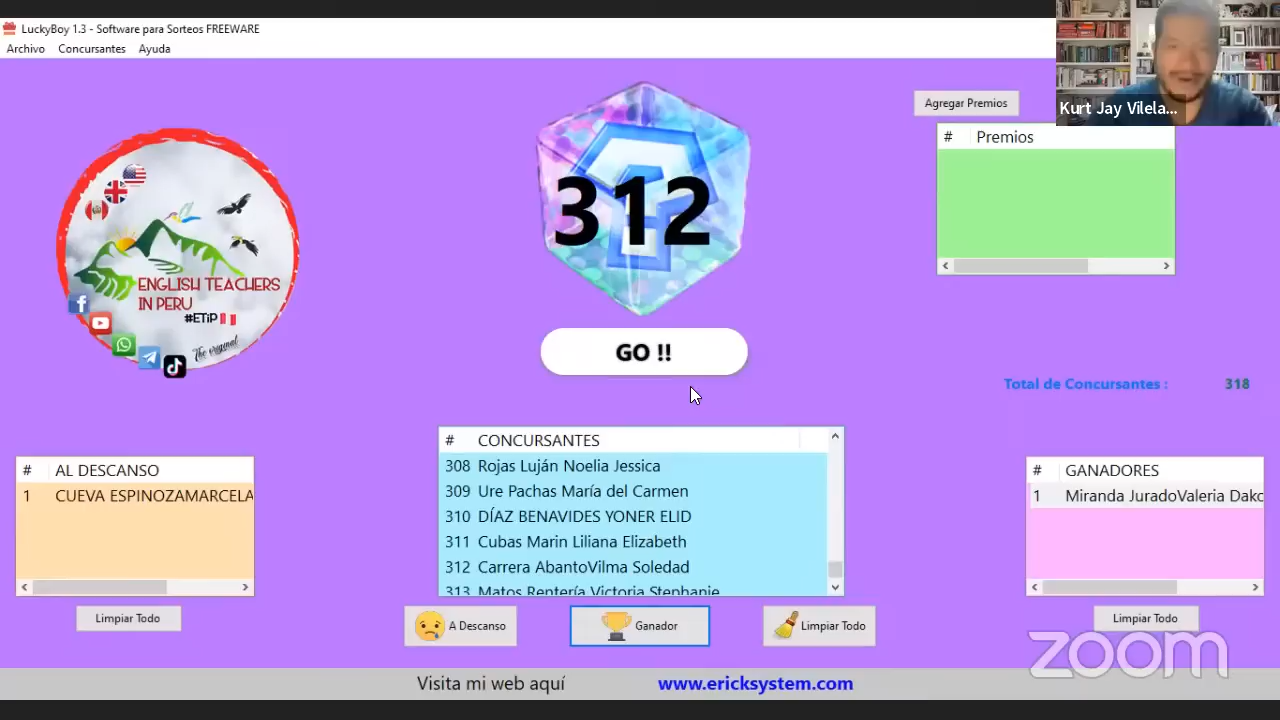 LuckyBoy 1.3 - Software para Sorteos FREEWARE
Archivo Concursantes Ayuda
Kurt Jay Vilela...
Agregar Premios
# Premios
312
ENGLISH TEACHERS
IN PERU
#ETiP
The original
GO !!
Total de Concursantes : 318
# CONCURSANTES
308 Rojas Luján Noelia Jessica
309 Ure Pachas María del Carmen
310 DÍAZ BENAVIDES YONER ELID
311 Cubas Marin Liliana Elizabeth
312 Carrera AbantoVilma Soledad
313 Matos Rentería Victoria Stephanie
# AL DESCANSO
1 CUEVA ESPINOZAMARCELA
Limpiar Todo
# GANADORES
1 Miranda JuradoValeria Dako
Limpiar Todo
A Descanso
Ganador
Limpiar Todo
zoom
Visita mi web aquí www.ericksystem.com